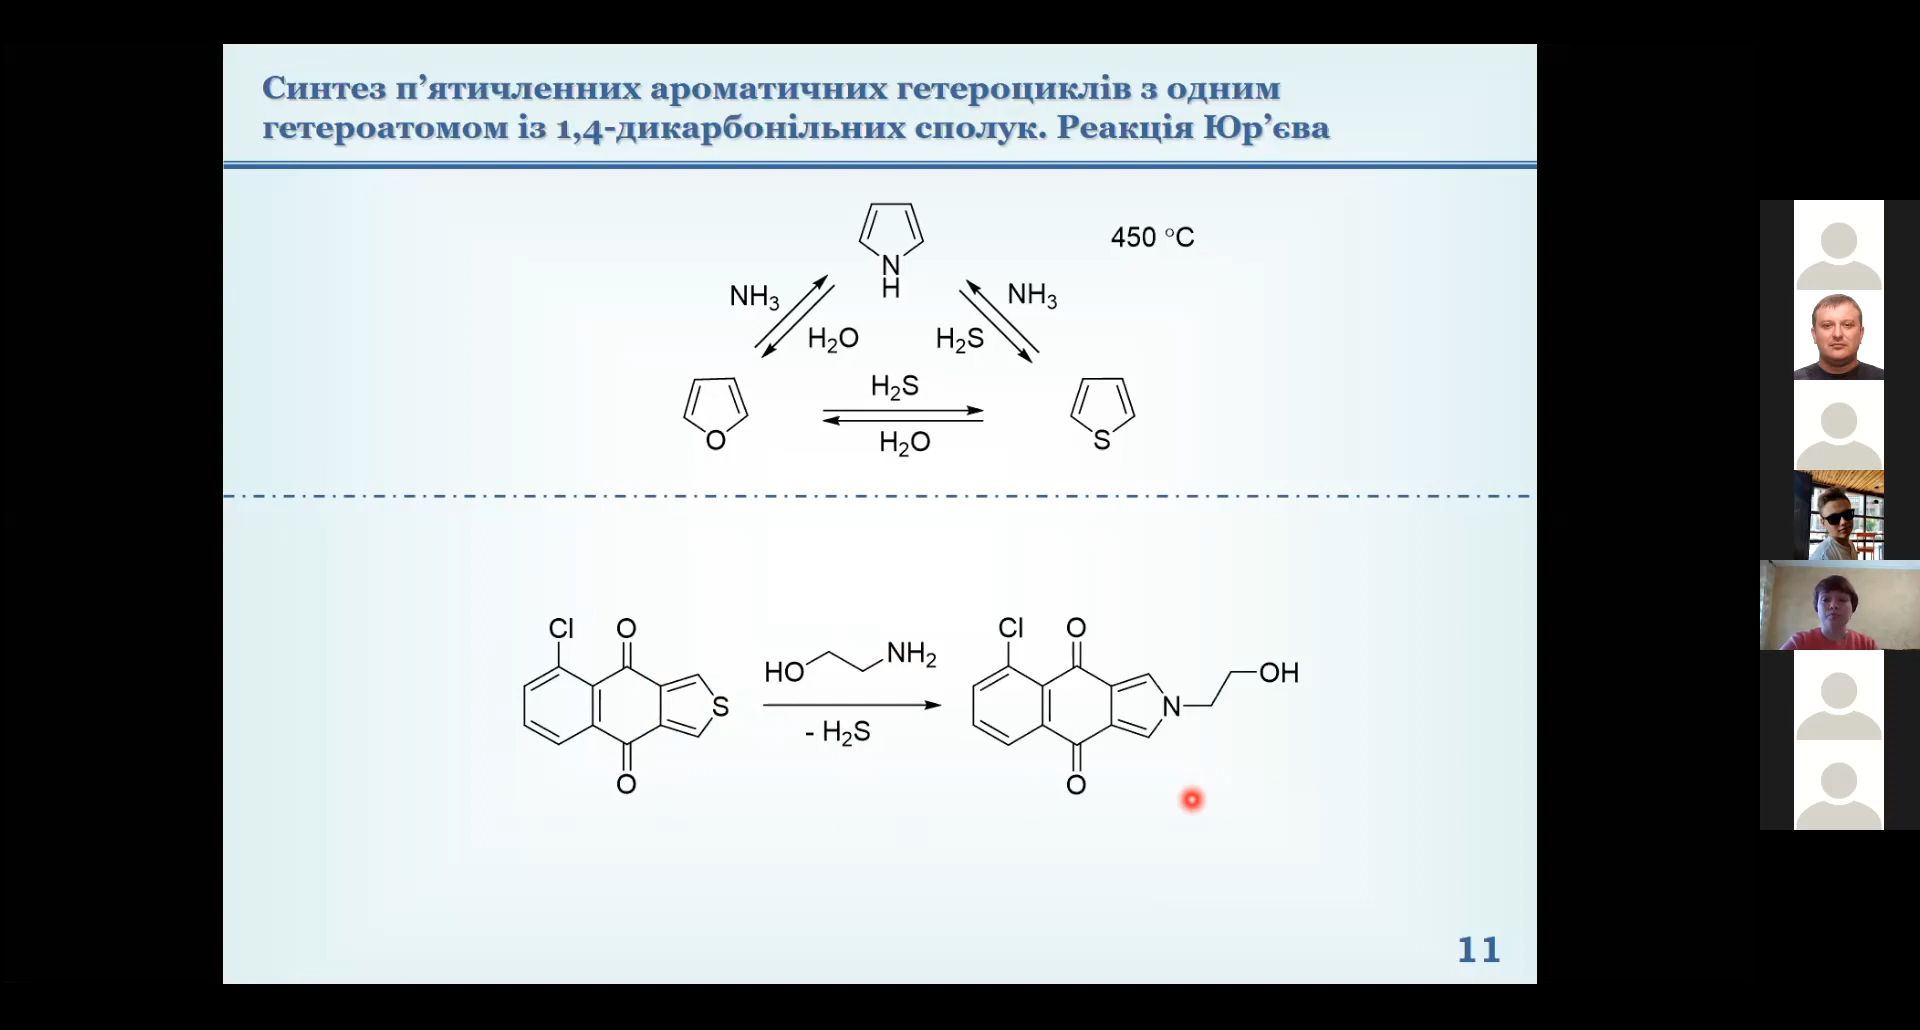 Синтез п’ятичленних ароматичних гетероциклів з одним
гетероатомом із 1,4-дикарбонільних сполук. Реакція Юр’єва
N
H
450 °C
NH3
NH3
H2O
H2S
H2S
O
S
H2O
Cl
O
HO
NH2
S
- H2S
O
Cl
O
OH
N
O
11